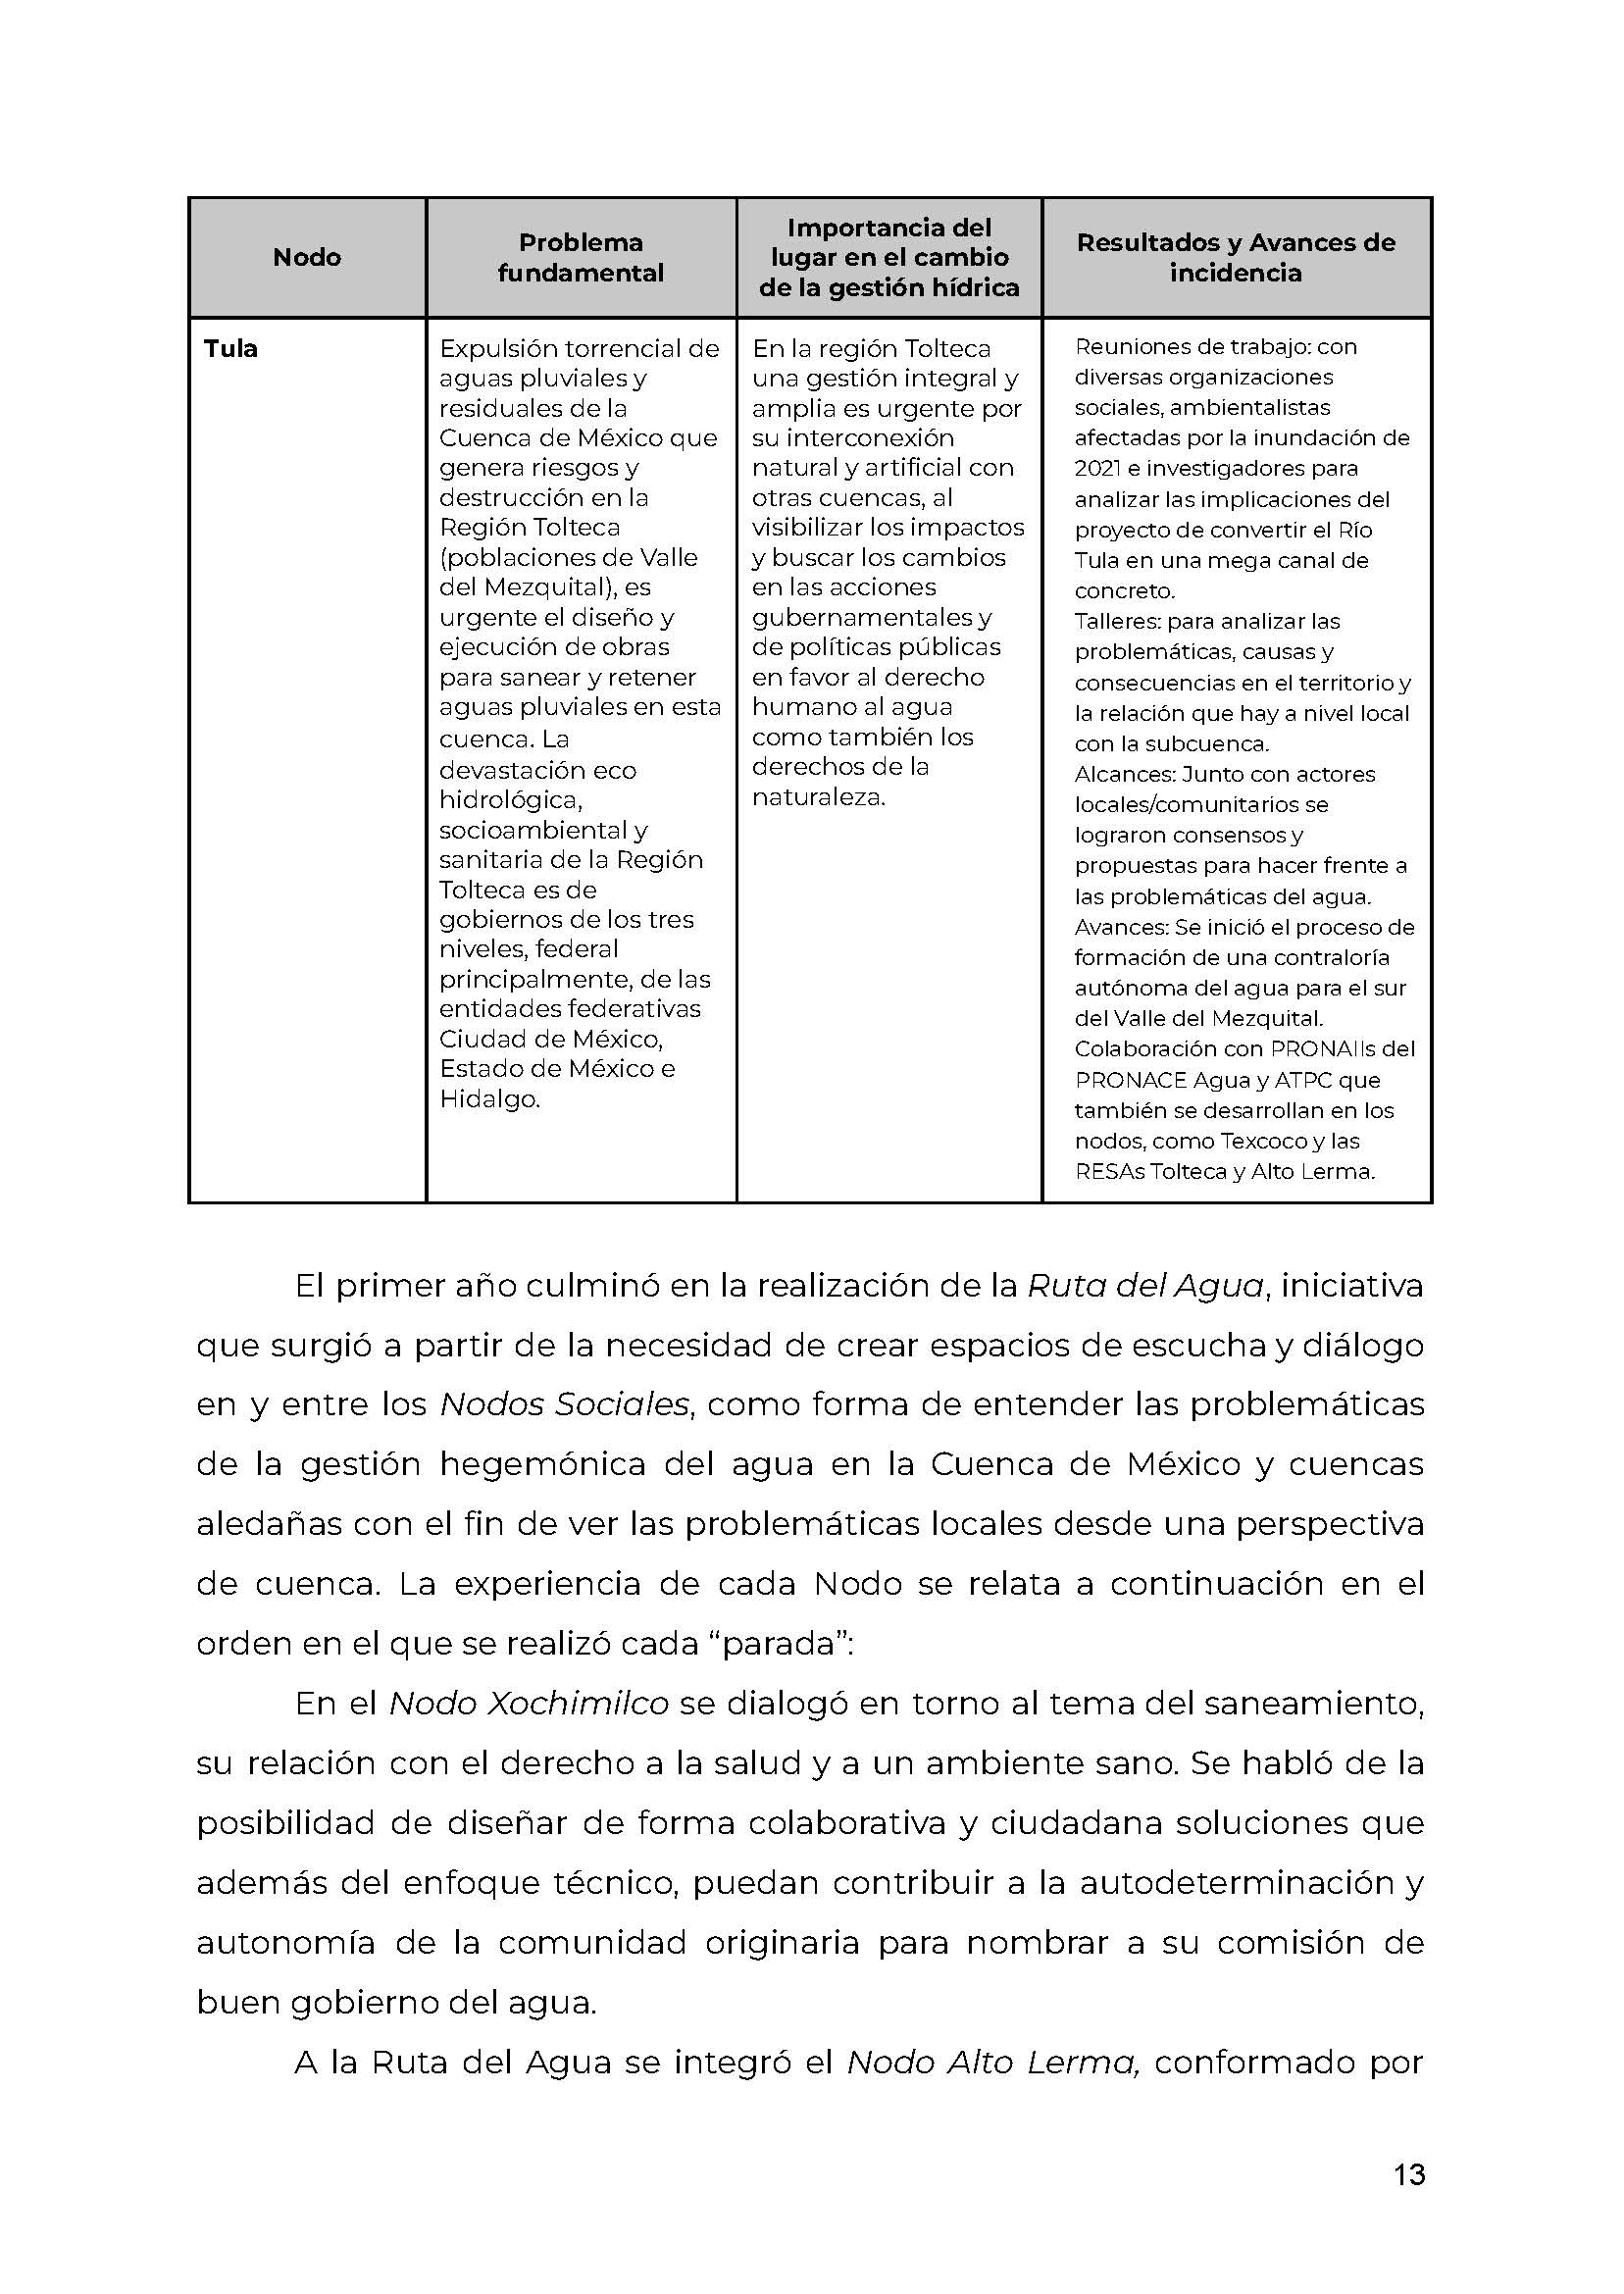 Nodo
Problema
fundamental
Importancia del
lugar en el cambio
de la gestión hídrica
Resultados y Avances de
incidencia
Tula
Expulsión torrencial de
aguas pluviales y
residuales de la
Cuenca de México que
genera riesgos y
destrucción en la
Región Tolteca
(poblaciones de Valle
del Mezquital), es
urgente el diseño y
ejecución de obras
para sanear y retener
aguas pluviales en esta
cuenca. La
devastación eco
hidrológica,
socioambiental y
sanitaria de la Región
Tolteca es de
gobiernos de los tres
niveles, federal
principalmente, de las
entidades federativas
Ciudad de México,
Estado de México e
Hidalgo.
En la región Tolteca
una gestión integral y
amplia es urgente por
su interconexión
natural y artificial con
otras cuencas, al
visibilizar los impactos
y buscar los cambios
en las acciones
gubernamentales y
de políticas públicas
en favor al derecho
humano al agua
como también los
derechos de la
naturaleza.
Reuniones de trabajo: con
diversas organizaciones
sociales, ambientalistas
afectadas por la inundación de
2021 e investigadores para
analizar las implicaciones del
proyecto de convertir el Río
Tula en una mega canal de
concreto.
Talleres: para analizar las
problemáticas, causas y
consecuencias en el territorio y
la relación que hay a nivel local
con la subcuenca.
Alcances: Junto con actores
locales/comunitarios se
lograron consensos y
propuestas para hacer frente a
las problemáticas del agua.
Avances: Se inició el proceso de
formación de una contraloría
autónoma del agua para el sur
del Valle del Mezquital.
Colaboración con PRONAIIs del
PRONACE Agua y ATPC que
también se desarrollan en los
nodos, como Texcoco y las
RESAs Tolteca y Alto Lerma.
El primer año culminó en la realización de la Ruta del Agua, iniciativa
que surgió a partir de la necesidad de crear espacios de escucha y diálogo
en y entre los Nodos Sociales, como forma de entender las problemáticas
de la gestión hegemónica del agua en la Cuenca de México y cuencas
aledañas con el fin de ver las problemáticas locales desde una perspectiva
de cuenca. La experiencia de cada Nodo se relata a continuación en el
orden en el que se realizó cada “parada”:
En el Nodo Xochimilco se dialogó en torno al tema del saneamiento,
su relación con el derecho a la salud y a un ambiente sano. Se habló de la
posibilidad de diseñar de forma colaborativa y ciudadana soluciones que
además del enfoque técnico, puedan contribuir a la autodeterminación y
autonomía de la comunidad originaria para nombrar a su comisión de
buen gobierno del agua.
A la Ruta del Agua se integró el Nodo Alto Lerma, conformado por
13